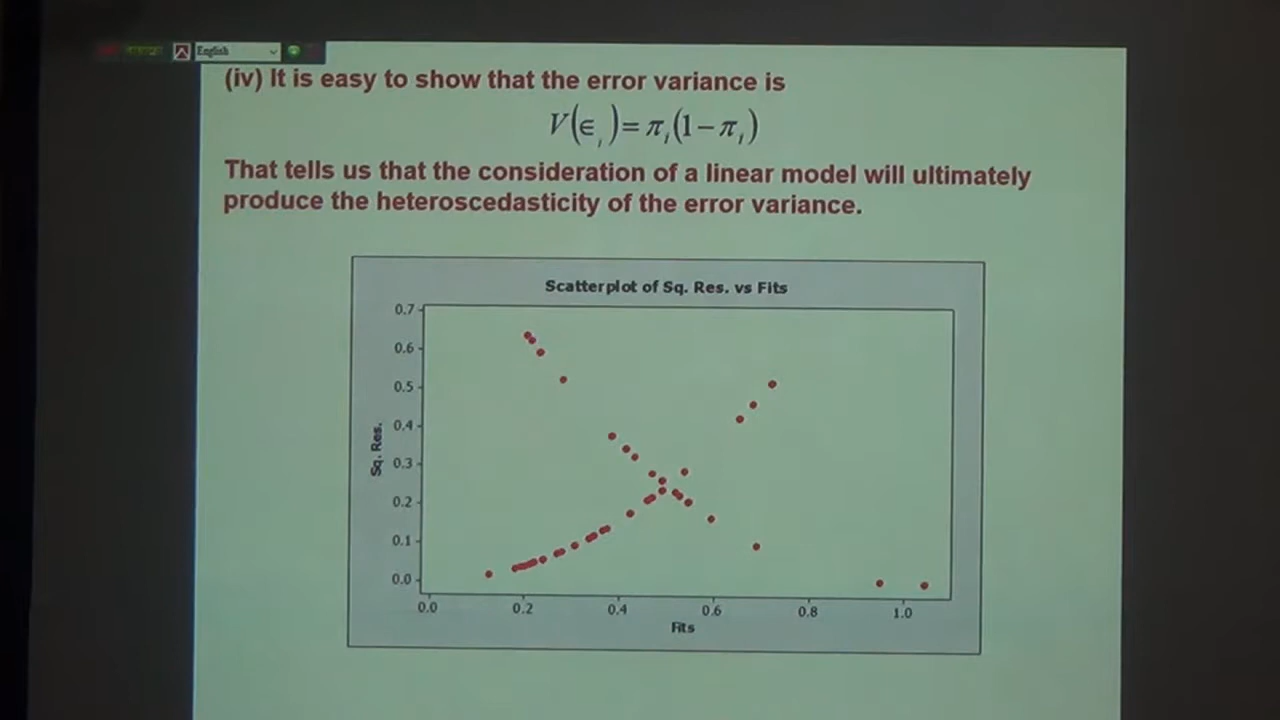 English
(iv) It is easy to show that the error variance is
V(∈ᵢ) = πᵢ(1 − πᵢ)
That tells us that the consideration of a linear model will ultimately
produce the heteroscedasticity of the error variance.
Scatterplot of Sq. Res. vs Fits
0.7
0.6
0.5
0.4
0.3
0.2
0.1
0.0
Sq. Res.
0.0 0.2 0.4 0.6 0.8 1.0
Fits